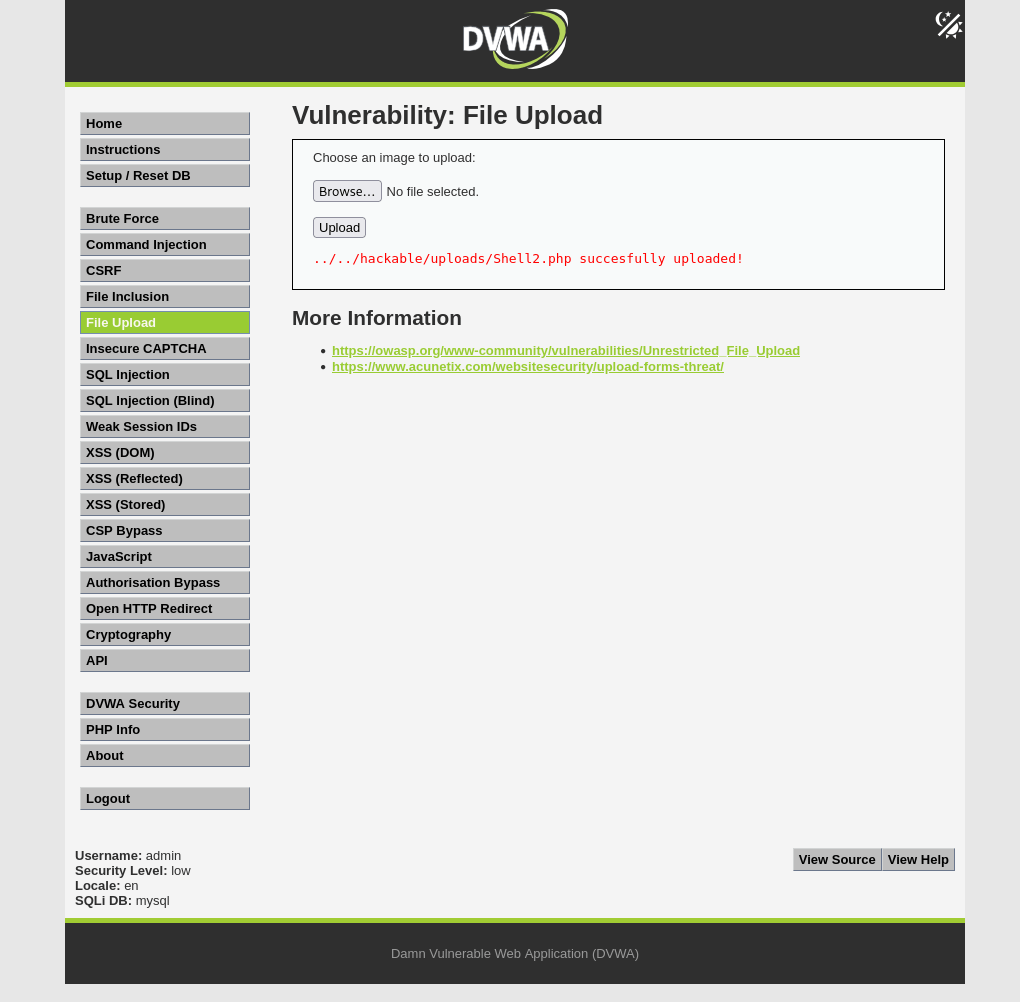 DVWA
Vulnerability: File Upload
Home
Instructions
Setup / Reset DB
Brute Force
Command Injection
CSRF
File Inclusion
File Upload
Insecure CAPTCHA
SQL Injection
SQL Injection (Blind)
Weak Session IDs
XSS (DOM)
XSS (Reflected)
XSS (Stored)
CSP Bypass
JavaScript
Authorisation Bypass
Open HTTP Redirect
Cryptography
API
DVWA Security
PHP Info
About
Logout
Choose an image to upload:
Browse... No file selected.
Upload
../../hackable/uploads/Shell2.php succesfully uploaded!
More Information
• https://owasp.org/www-community/vulnerabilities/Unrestricted_File_Upload
• https://www.acunetix.com/websitesecurity/upload-forms-threat/
Username: admin
Security Level: low
Locale: en
SQLi DB: mysql
View Source View Help
Damn Vulnerable Web Application (DVWA)